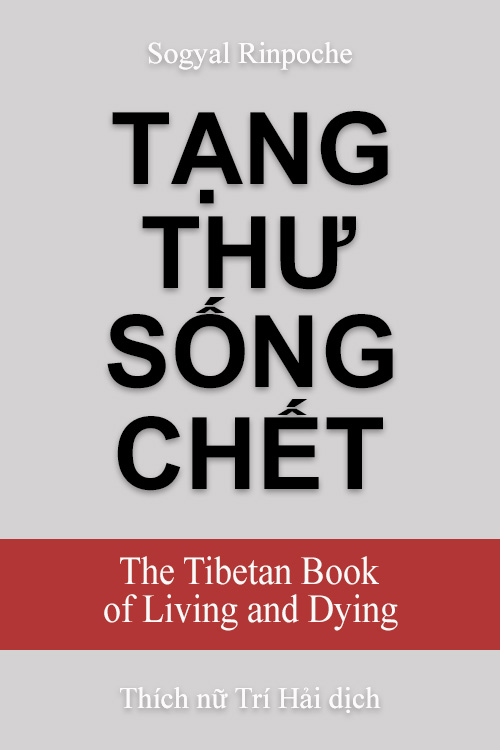 Sogyal Rinpoche
TẠNG
THƯ
SỐNG
CHẾT
The Tibetan Book
of Living and Dying
Thích nữ Trí Hải dịch